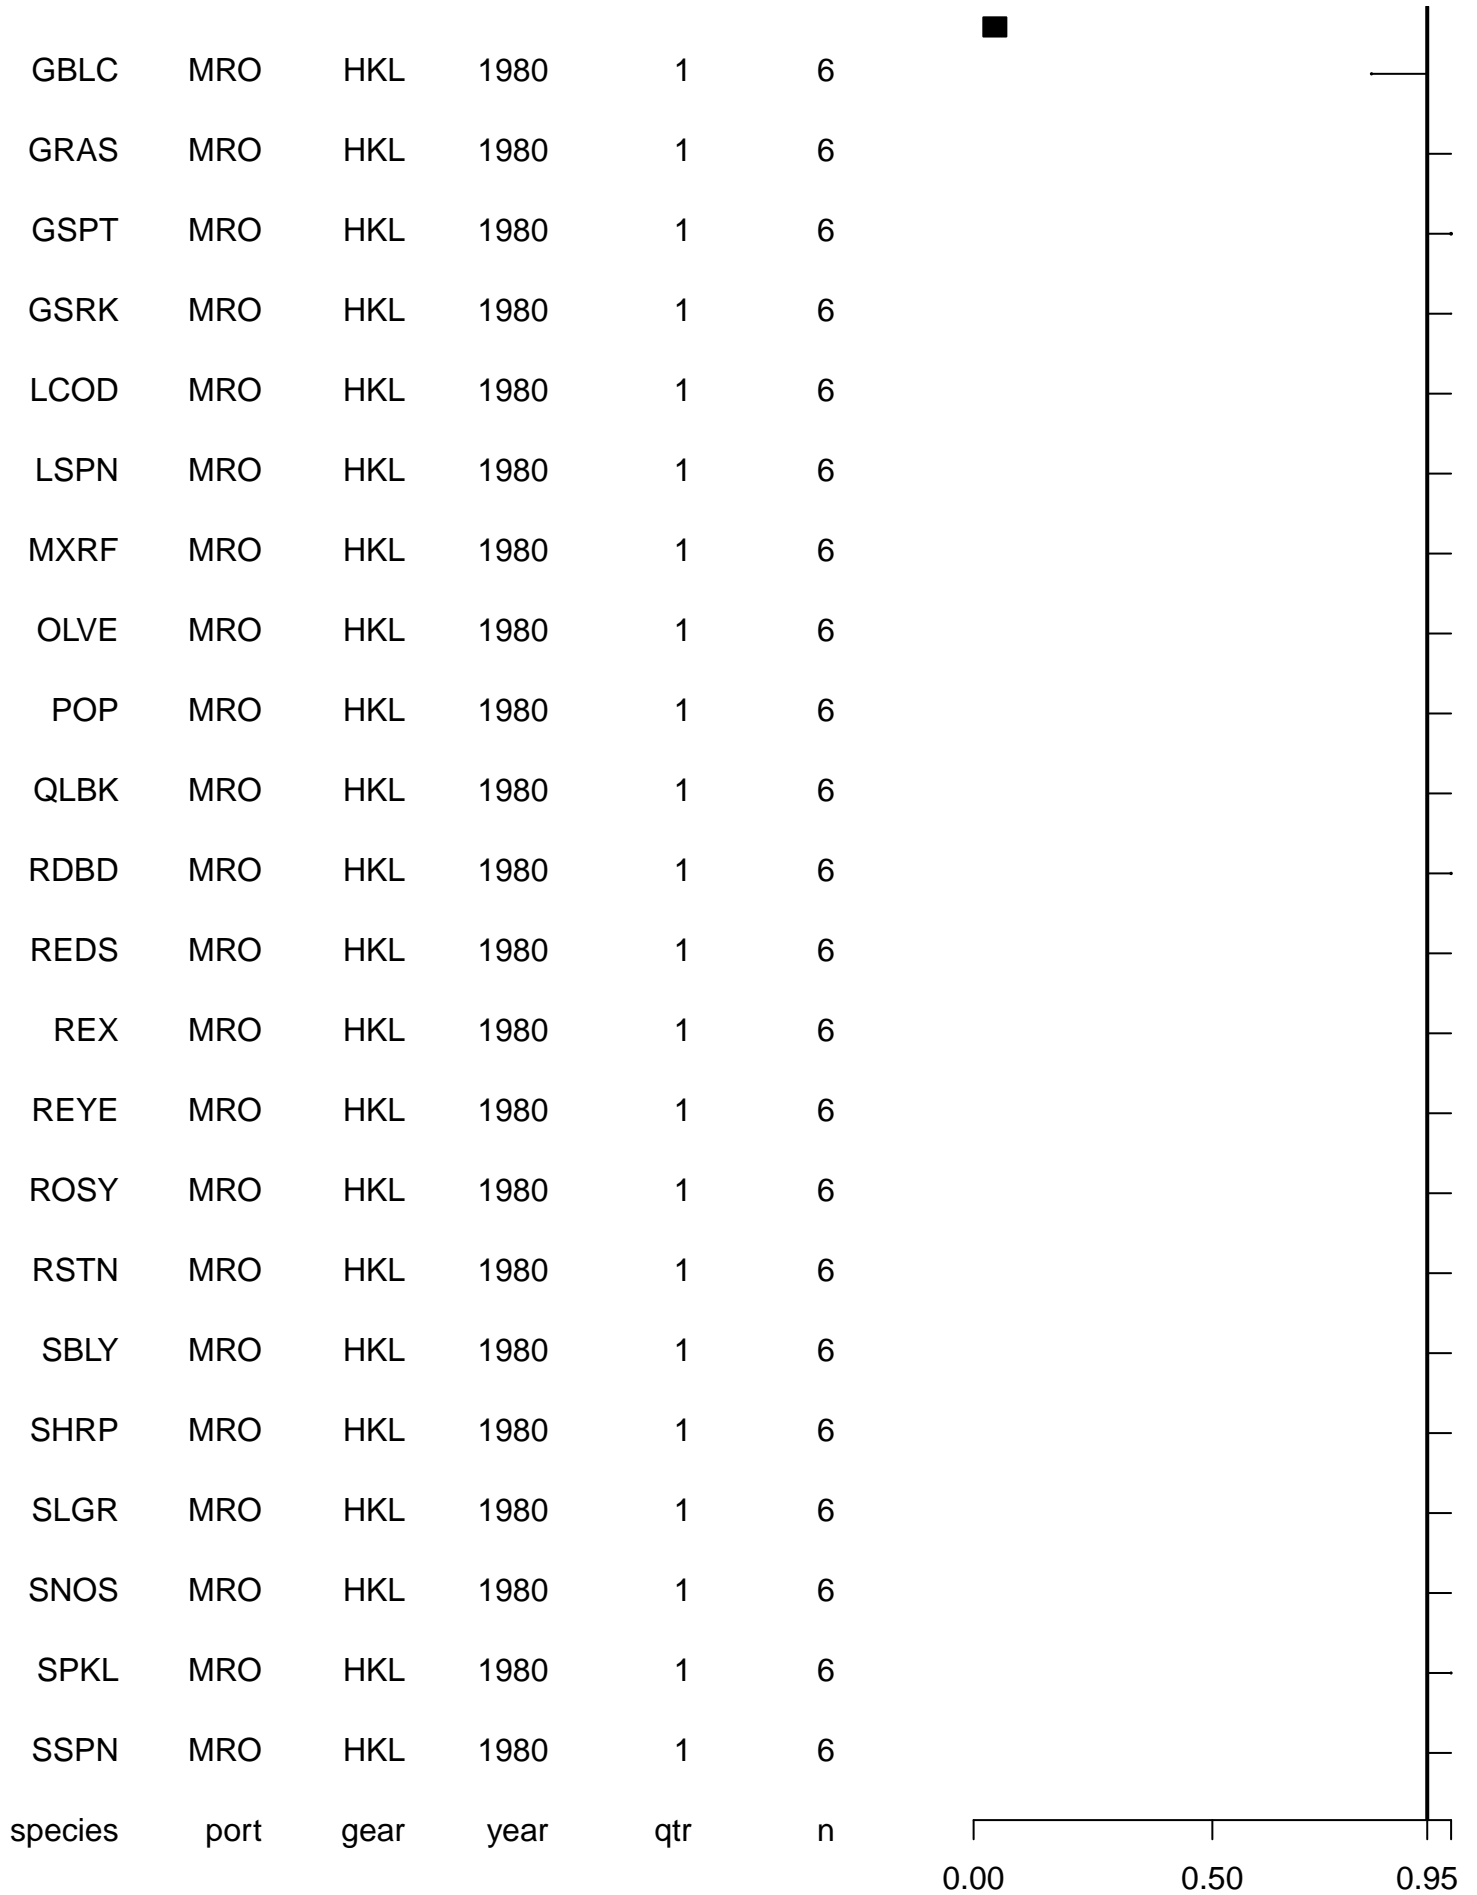 GBLC MRO HKL 1980 1 6
GRAS MRO HKL 1980 1 6
GSPT MRO HKL 1980 1 6
GSRK MRO HKL 1980 1 6
LCOD MRO HKL 1980 1 6
LSPN MRO HKL 1980 1 6
MXRF MRO HKL 1980 1 6
OLVE MRO HKL 1980 1 6
POP MRO HKL 1980 1 6
QLBK MRO HKL 1980 1 6
RDBD MRO HKL 1980 1 6
REDS MRO HKL 1980 1 6
REX MRO HKL 1980 1 6
REYE MRO HKL 1980 1 6
ROSY MRO HKL 1980 1 6
RSTN MRO HKL 1980 1 6
SBLY MRO HKL 1980 1 6
SHRP MRO HKL 1980 1 6
SLGR MRO HKL 1980 1 6
SNOS MRO HKL 1980 1 6
SPKL MRO HKL 1980 1 6
SSPN MRO HKL 1980 1 6
species port gear year qtr n
0.00 0.50 0.95